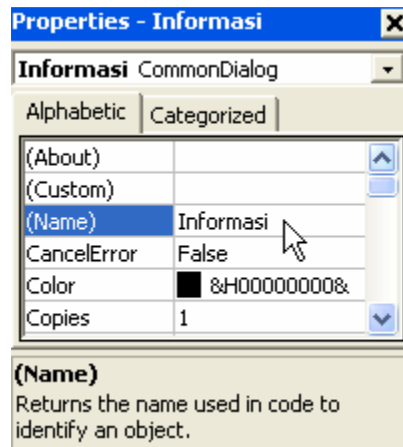 Properties - Informasi
Informasi CommonDialog
Alphabetic Categorized
(About)
(Custom)
(Name) Informasi
CancelError False
Color &H00000000&
Copies 1
(Name)
Returns the name used in code to
identify an object.